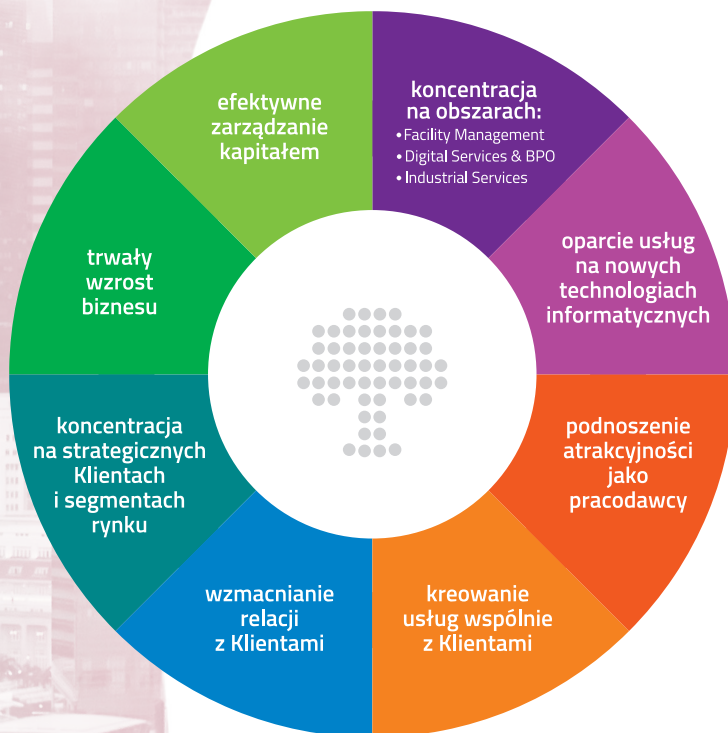 koncentracja
na obszarach:
• Facility Management
• Digital Services & BPO
• Industrial Services
oparcie usług
na nowych
technologiach
informatycznych
podnoszenie
atrakcyjności
jako
pracodawcy
kreowanie
usług wspólnie
z Klientami
wzmacnianie
relacji
z Klientami
koncentracja
na strategicznych
Klientach
i segmentach
rynku
trwały
wzrost
biznesu
efektywne
zarządzanie
kapitałem